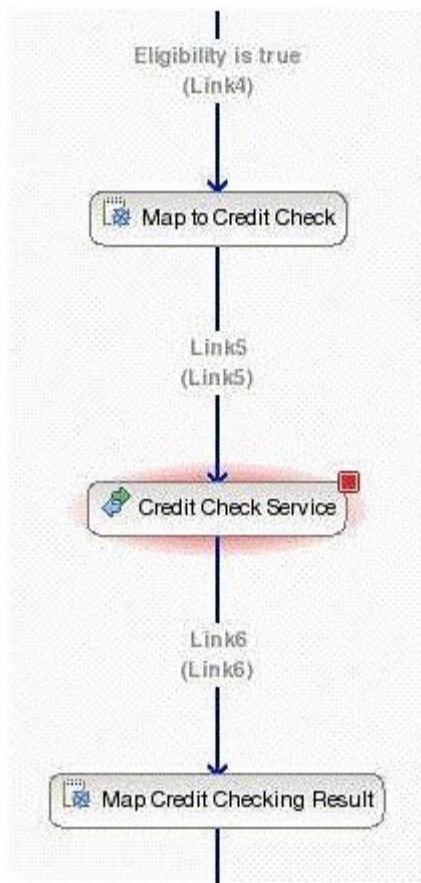 Eligibility is true
(Link4)
Map to Credit Check
Link5
(Link5)
Credit Check Service
Link6
(Link6)
Map Credit Checking Result